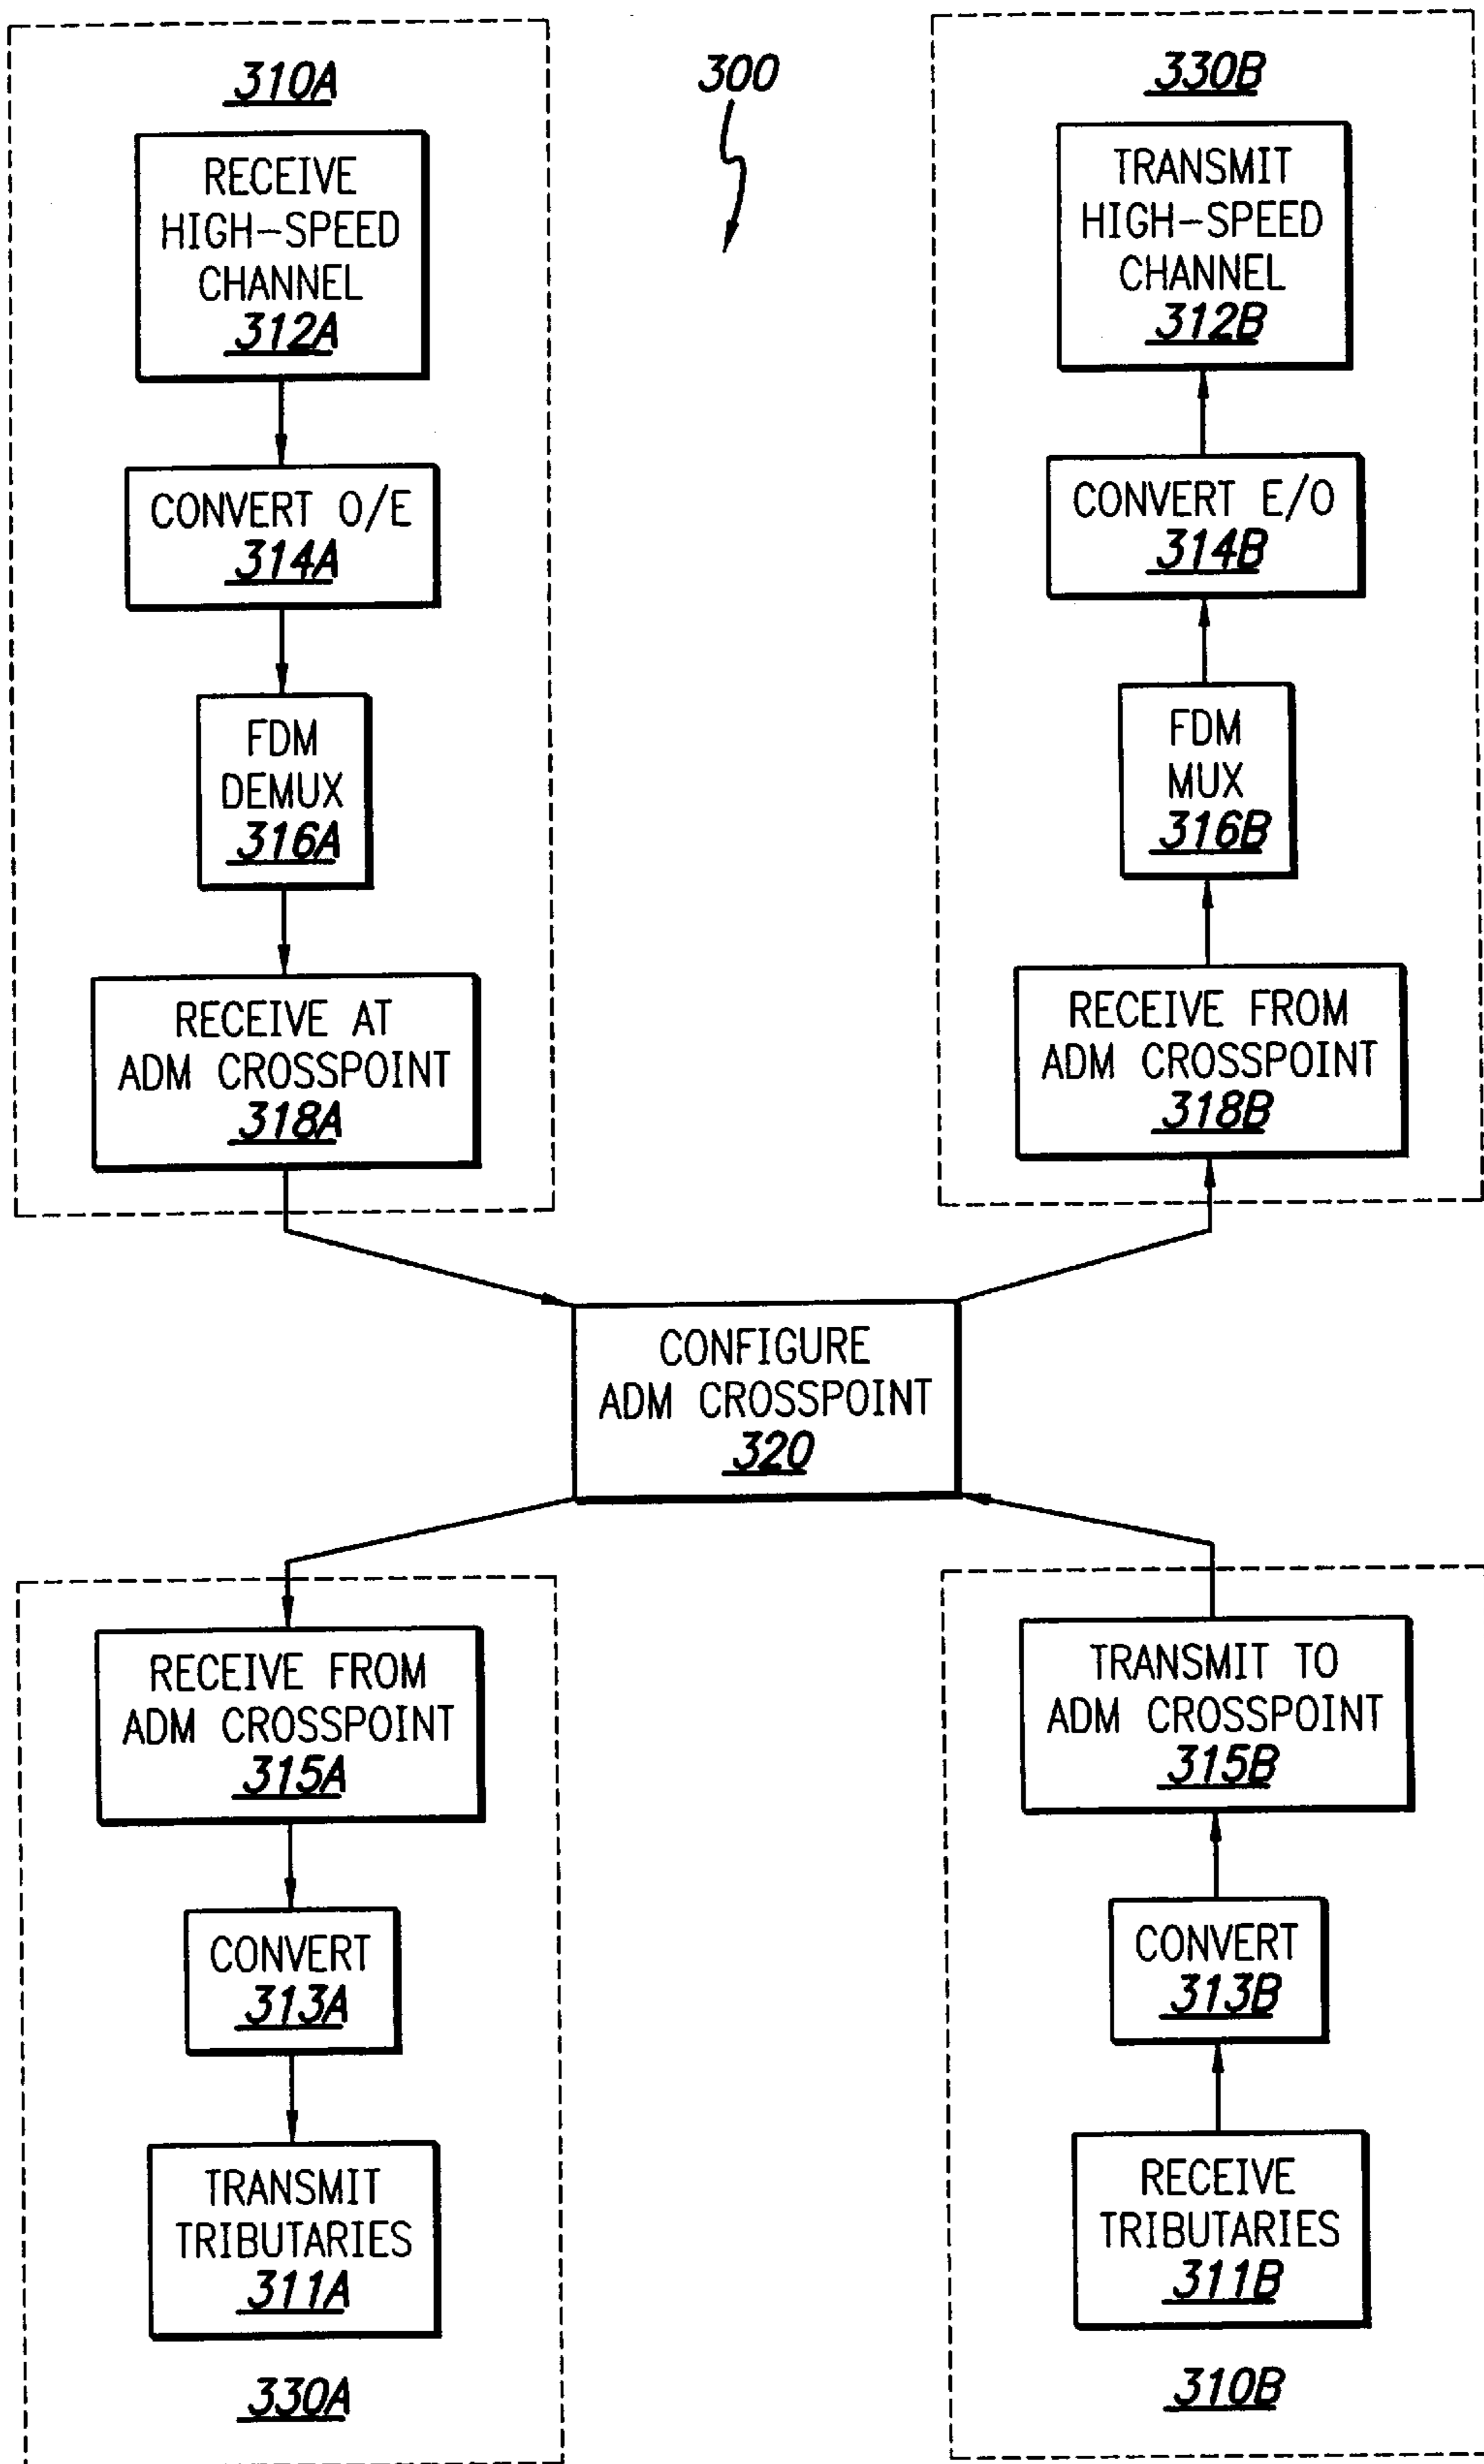 310A
RECEIVE
HIGH-SPEED
CHANNEL
312A
CONVERT O/E
314A
FDM
DEMUX
316A
RECEIVE AT
ADM CROSSPOINT
318A
300
330B
TRANSMIT
HIGH-SPEED
CHANNEL
312B
CONVERT E/O
314B
FDM
MUX
316B
RECEIVE FROM
ADM CROSSPOINT
318B
CONFIGURE
ADM CROSSPOINT
320
RECEIVE FROM
ADM CROSSPOINT
315A
CONVERT
313A
TRANSMIT
TRIBUTARIES
311A
330A
TRANSMIT TO
ADM CROSSPOINT
315B
CONVERT
313B
RECEIVE
TRIBUTARIES
311B
310B